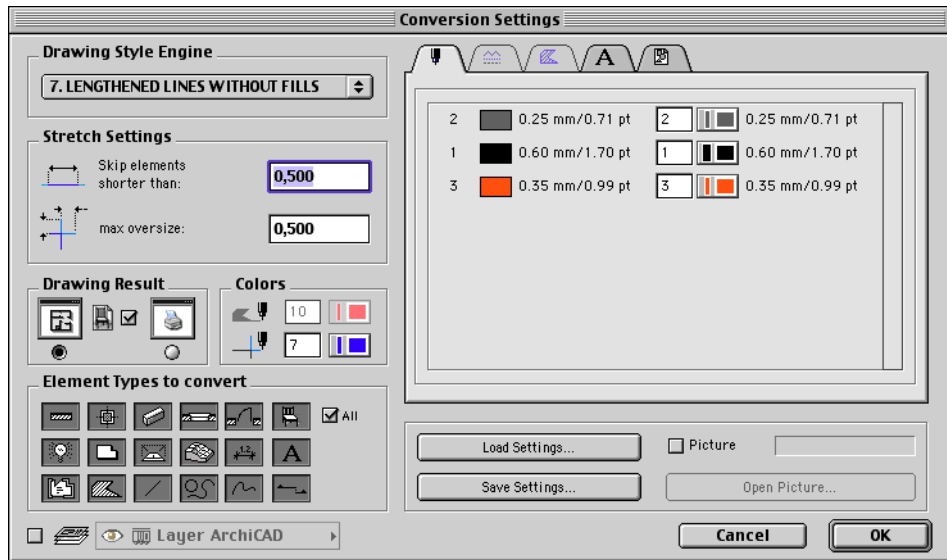 Conversion Settings
Drawing Style Engine
7. LENGTHENED LINES WITHOUT FILLS
Stretch Settings
Skip elements
shorter than:
0,500
max oversize:
0,500
Drawing Result
Colors
10
7
Element Types to convert
All
1.2
A
Layer ArchiCAD
A
2 0.25 mm/0.71 pt 2 0.25 mm/0.71 pt
1 0.60 mm/1.70 pt 1 0.60 mm/1.70 pt
3 0.35 mm/0.99 pt 3 0.35 mm/0.99 pt
Load Settings...
Picture
Save Settings...
Open Picture...
Cancel
OK